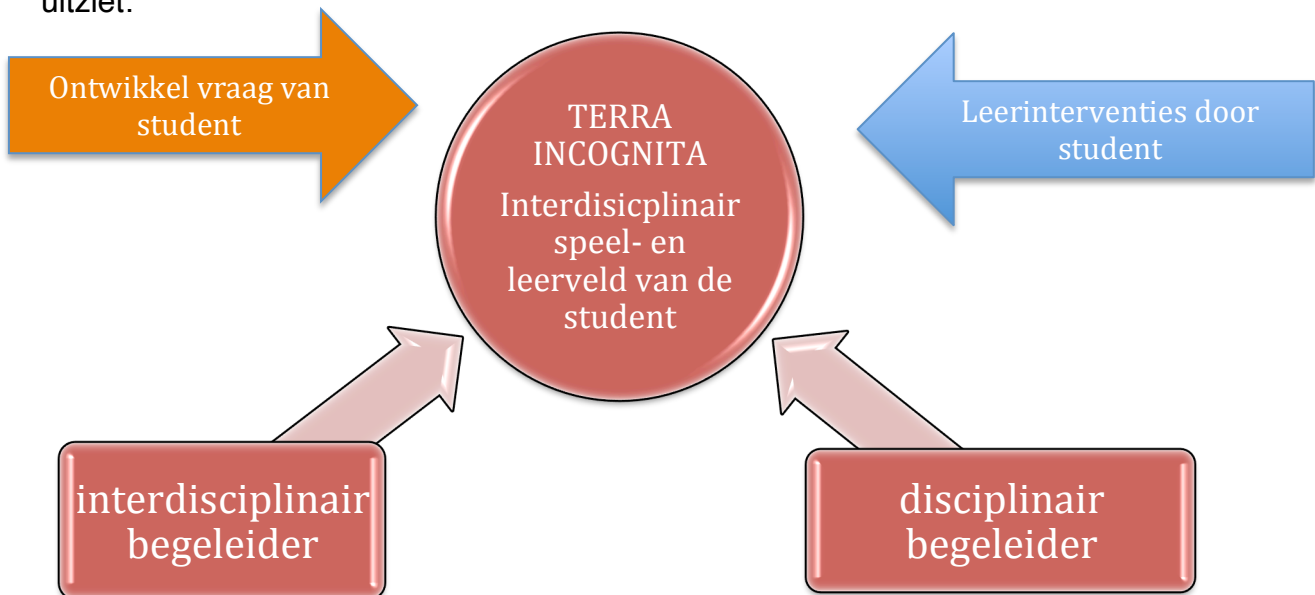 uitziet.
Ontwikkel vraag van
student
TERRA
INCOGNITA
Interdisicplinair
speel- en
leerveld van de
student
Leerinterventies door
student
interdisciplinair
begeleider
disciplinair
begeleider